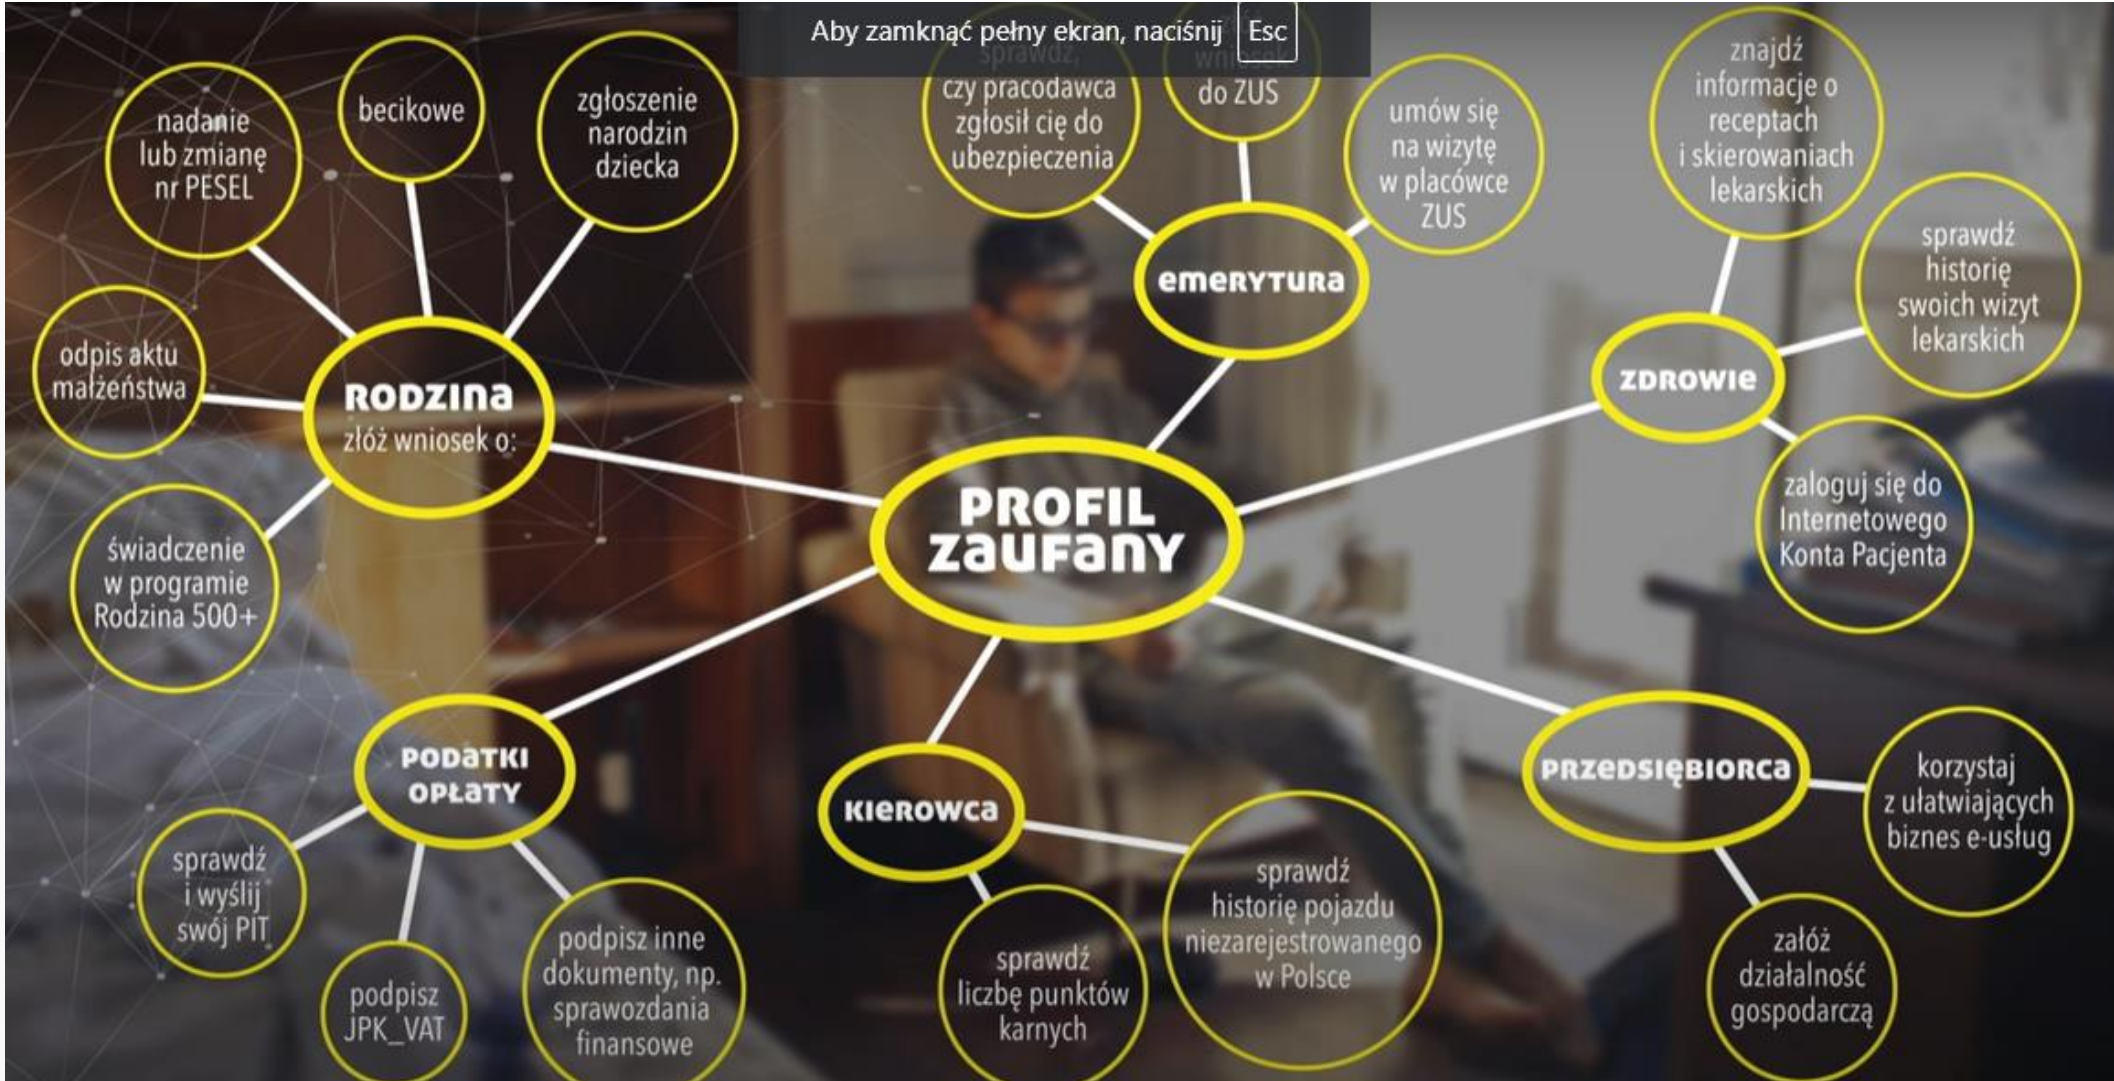 Aby zamknąć pełny ekran, naciśnij Esc
nadanie
lub zmianę
nr PESEL
becikowe
zgłoszenie
narodzin
dziecka
odpis aktu
małżeństwa
RODZINA
złóż wniosek o:
świadczenie
w programie
Rodzina 500+
sprawdź,
czy pracodawca
zgłosił cię do
ubezpieczenia
wniosek
do ZUS
umów się
na wizytę
w placówce
ZUS
EMERYTURA
znajdź
informacje o
receptach
i skierowaniach
lekarskich
sprawdź
historię
swoich wizyt
lekarskich
ZDROWIE
zaloguj się do
Internetowego
Konta Pacjenta
PROFIL
ZAUFANY
PODATKI
OPŁATY
sprawdź
i wyślij
swój PIT
podpisz
JPK_VAT
podpisz inne
dokumenty, np.
sprawozdania
finansowe
KIEROWCA
sprawdź
liczbę punktów
karnych
sprawdź
historię pojazdu
niezarejestrowanego
w Polsce
PRZEDSIĘBIORCA
korzystaj
z ułatwiających
biznes e-usług
załóż
działalność
gospodarczą